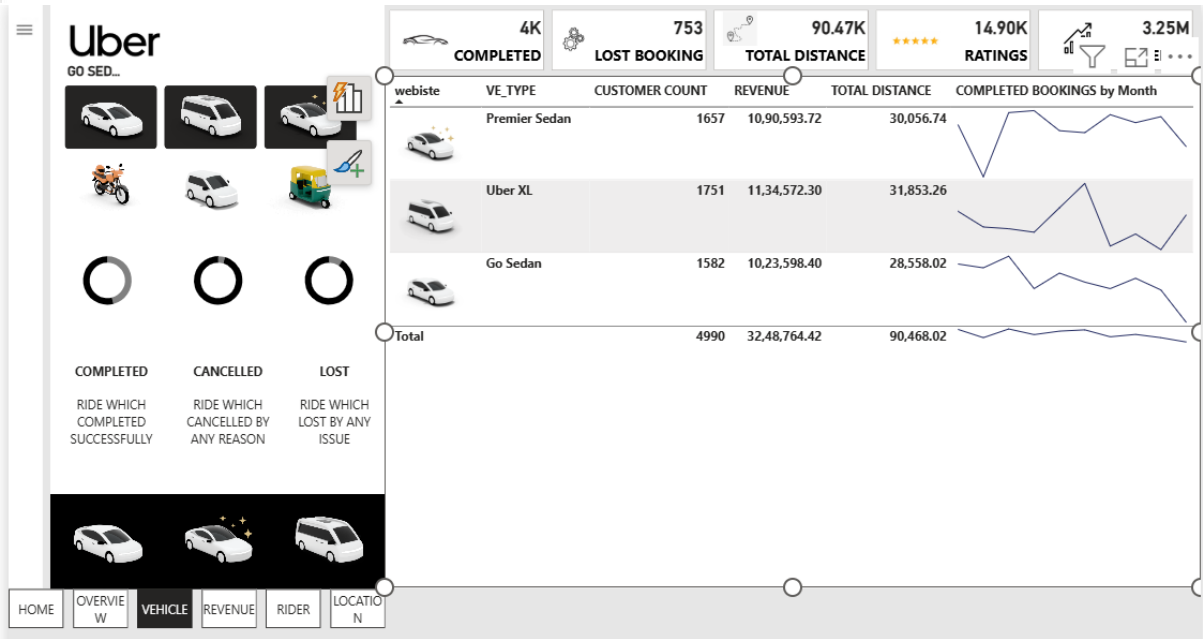 Uber
GO SED...
4K
COMPLETED
753
LOST BOOKING
90.47K
TOTAL DISTANCE
14.90K
RATINGS
3.25M
webiste VE_TYPE CUSTOMER COUNT REVENUE TOTAL DISTANCE COMPLETED BOOKINGS by Month
Premier Sedan 1657 10,90,593.72 30,056.74
Uber XL 1751 11,34,572.30 31,853.26
Go Sedan 1582 10,23,598.40 28,558.02
Total 4990 32,48,764.42 90,468.02
COMPLETED CANCELLED LOST
RIDE WHICH
COMPLETED
SUCCESSFULLY
RIDE WHICH
CANCELLED BY
ANY REASON
RIDE WHICH
LOST BY ANY
ISSUE
HOME
OVERVIE
W
VEHICLE
REVENUE
RIDER
LOCATIO
N